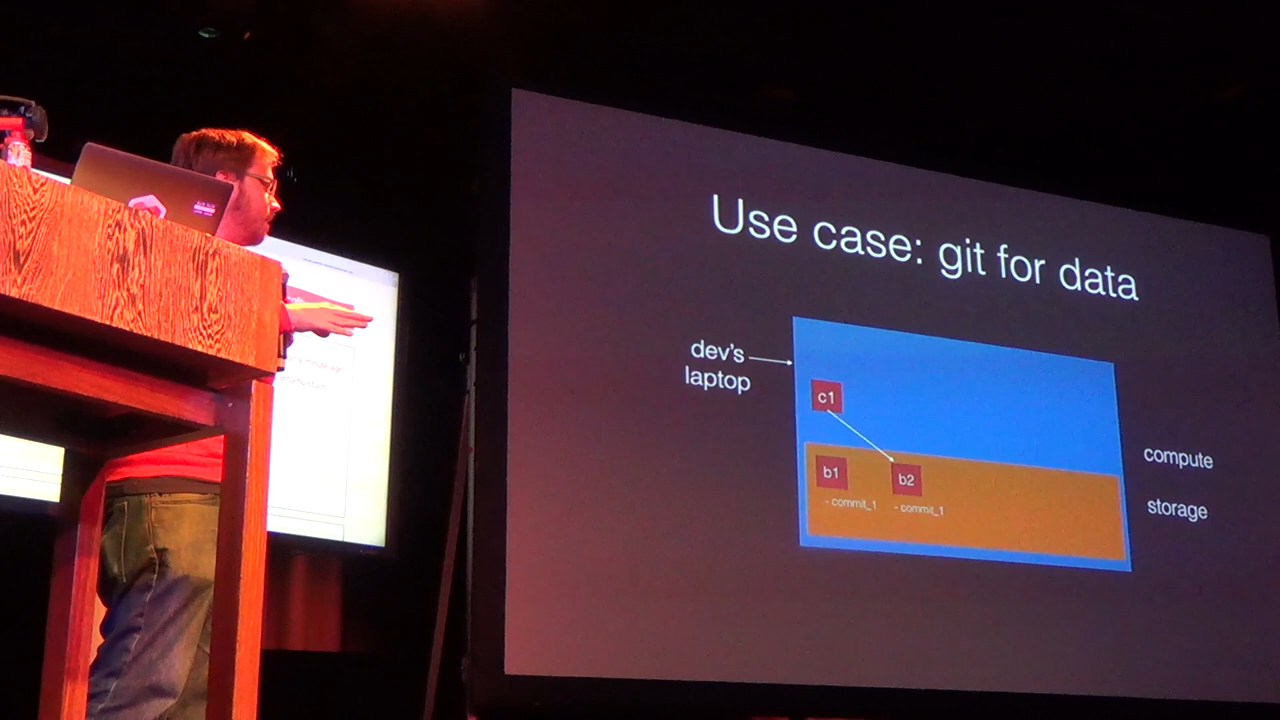 Use case: git for data
dev's
laptop
c1
compute
b1
b2
- commit_1
- commit_1
storage